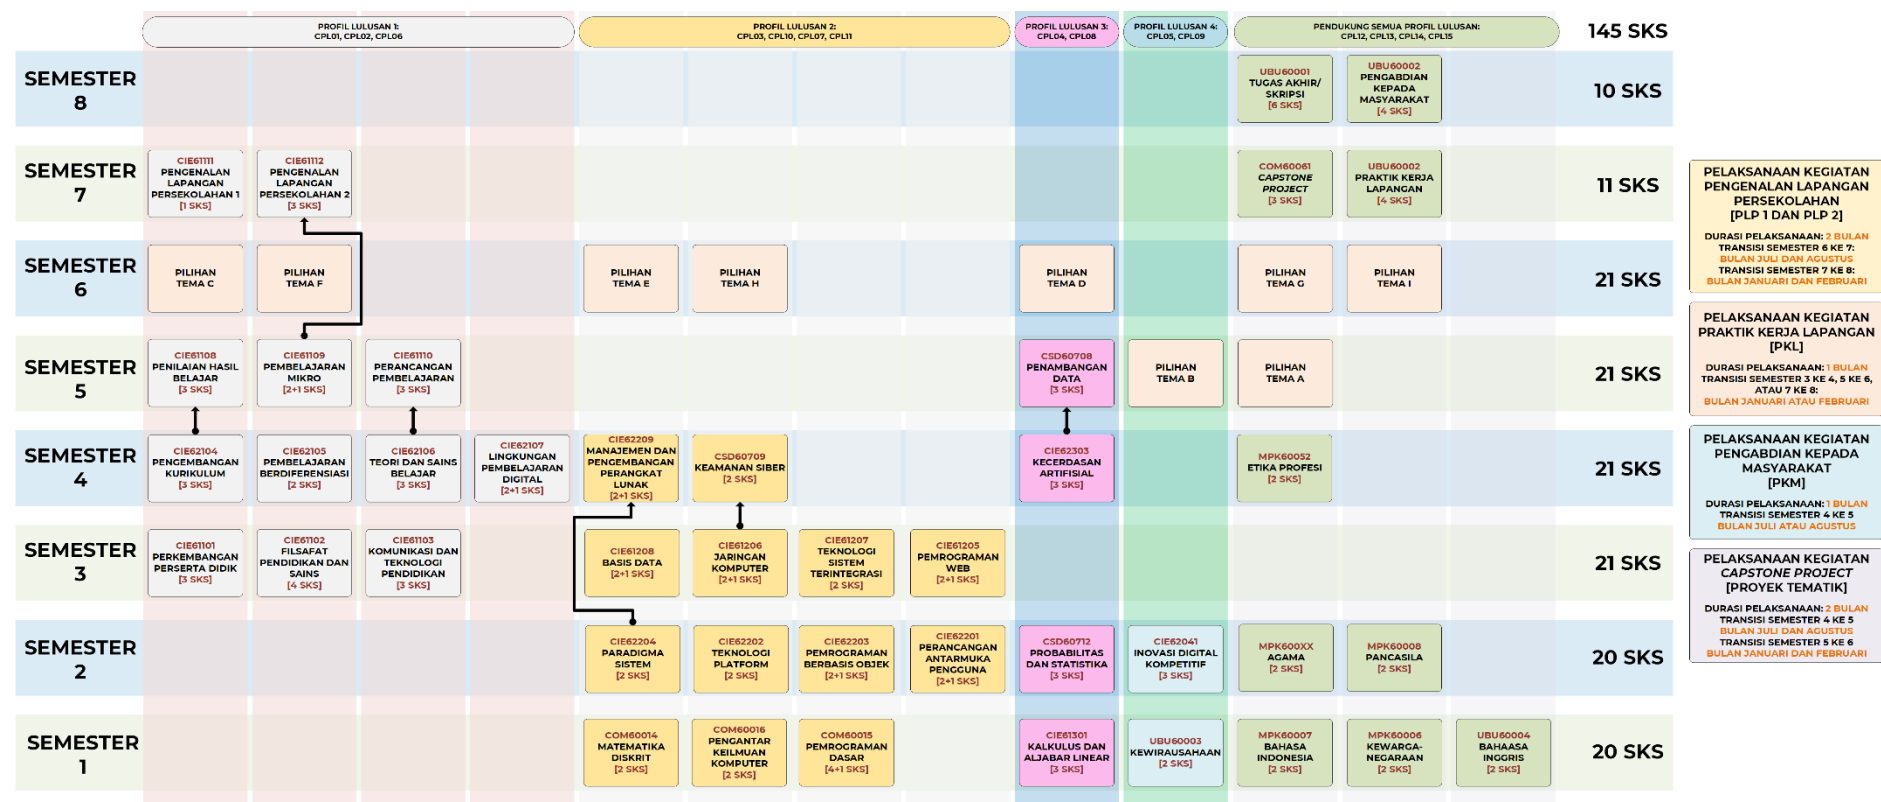 PROFIL LULUSAN 1:
CPL01, CPL02, CPL06
PROFIL LULUSAN 2:
CPL03, CPL10, CPL07, CPL11
PROFIL LULUSAN 3:
CPL04, CPL08
PROFIL LULUSAN 4:
CPL05, CPL09
PENDUKUNG SEMUA PROFIL LULUSAN:
CPL12, CPL13, CPL14, CPL15
145 SKS
SEMESTER
8
UBU60001
TUGAS AKHIR/
SKRIPSI
[6 SKS]
UBU60002
PENGABDIAN
KEPADA
MASYARAKAT
[4 SKS]
10 SKS
SEMESTER
7
CIE61111
PENGENALAN
LAPANGAN
PERSEKOLAHAN 1
[1 SKS]
CIE61112
PENGENALAN
LAPANGAN
PERSEKOLAHAN 2
[3 SKS]
COM60061
CAPSTONE
PROJECT
[3 SKS]
UBU60002
PRAKTIK KERJA
LAPANGAN
[4 SKS]
11 SKS
SEMESTER
6
PILIHAN
TEMA C
PILIHAN
TEMA F
PILIHAN
TEMA E
PILIHAN
TEMA H
PILIHAN
TEMA D
PILIHAN
TEMA G
PILIHAN
TEMA I
21 SKS
SEMESTER
5
CIE61108
PENILAIAN HASIL
BELAJAR
[3 SKS]
CIE61109
PEMBELAJARAN
MIKRO
[2+1 SKS]
CIE61110
PERANCANGAN
PEMBELAJARAN
[3 SKS]
CSD60708
PENAMBANGAN
DATA
[3 SKS]
PILIHAN
TEMA B
PILIHAN
TEMA A
21 SKS
SEMESTER
4
CIE62104
PENGEMBANGAN
KURIKULUM
[3 SKS]
CIE62105
PEMBELAJARAN
BERDIFERENSIASI
[2 SKS]
CIE62106
TEORI DAN SAINS
BELAJAR
[3 SKS]
CIE62107
LINGKUNGAN
PEMBELAJARAN
DIGITAL
[2+1 SKS]
CIE62209
MANAJEMEN DAN
PENGEMBANGAN
PERANGKAT
LUNAK
[2+1 SKS]
CSD60709
KEAMANAN SIBER
[2 SKS]
CIE62303
KECERDASAN
ARTIFISIAL
[3 SKS]
MPK60052
ETIKA PROFESI
[2 SKS]
21 SKS
SEMESTER
3
CIE61101
PERKEMBANGAN
PERSERTA DIDIK
[3 SKS]
CIE61102
FILSAFAT
PENDIDIKAN DAN
SAINS
[4 SKS]
CIE61103
KOMUNIKASI DAN
TEKNOLOGI
PENDIDIKAN
[3 SKS]
CIE61208
BASIS DATA
[2+1 SKS]
CIE61206
JARINGAN
KOMPUTER
[2+1 SKS]
CIE61207
TEKNOLOGI
SISTEM
TERINTEGRASI
[2 SKS]
CIE61205
PEMROGRAMAN
WEB
[2+1 SKS]
21 SKS
SEMESTER
2
CIE62204
PARADIGMA
SISTEM
[2 SKS]
CIE62202
TEKNOLOGI
PLATFORM
[2 SKS]
CIE62203
PEMROGRAMAN
BERBASIS OBJEK
[2+1 SKS]
CIE62201
PERANCANGAN
ANTARMUKA
PENGGUNA
[2+1 SKS]
CSD60712
PROBABILITAS
DAN STATISTIKA
[3 SKS]
CIE62041
INOVASI DIGITAL
KOMPETITIF
[3 SKS]
MPK600XX
AGAMA
[2 SKS]
MPK60008
PANCASILA
[2 SKS]
20 SKS
SEMESTER
1
COM60014
MATEMATIKA
DISKRIT
[2 SKS]
COM60016
PENGANTAR
KEILMUAN
KOMPUTER
[2 SKS]
COM60015
PEMROGRAMAN
DASAR
[4+1 SKS]
CIE61301
KALKULUS DAN
ALJABAR LINEAR
[3 SKS]
UBU60003
KEWIRAUSAHAAN
[2 SKS]
MPK60007
BAHASA
INDONESIA
[2 SKS]
MPK60006
KEWARGA-
NEGARAAN
[2 SKS]
UBU60004
BAHAASA
INGGRIS
[2 SKS]
20 SKS
PELAKSANAAN KEGIATAN
PENGENALAN LAPANGAN
PERSEKOLAHAN
[PLP 1 DAN PLP 2]
DURASI PELAKSANAAN: 2 BULAN
TRANSISI SEMESTER 6 KE 7:
BULAN JULI DAN AGUSTUS
TRANSISI SEMESTER 7 KE 8:
BULAN JANUARI DAN FEBRUARI
PELAKSANAAN KEGIATAN
PRAKTIK KERJA LAPANGAN
[PKL]
DURASI PELAKSANAAN: 1 BULAN
TRANSISI SEMESTER 3 KE 4, 5 KE 6,
ATAU 7 KE 8:
BULAN JANUARI ATAU FEBRUARI
PELAKSANAAN KEGIATAN
PENGABDIAN KEPADA
MASYARAKAT
[PKM]
DURASI PELAKSANAAN: 1 BULAN
TRANSISI SEMESTER 4 KE 5
BULAN JULI ATAU AGUSTUS
PELAKSANAAN KEGIATAN
CAPSTONE PROJECT
[PROYEK TEMATIK]
DURASI PELAKSANAAN: 2 BULAN
TRANSISI SEMESTER 4 KE 5
BULAN JULI DAN AGUSTUS
TRANSISI SEMESTER 5 KE 6
BULAN JANUARI DAN FEBRUARI